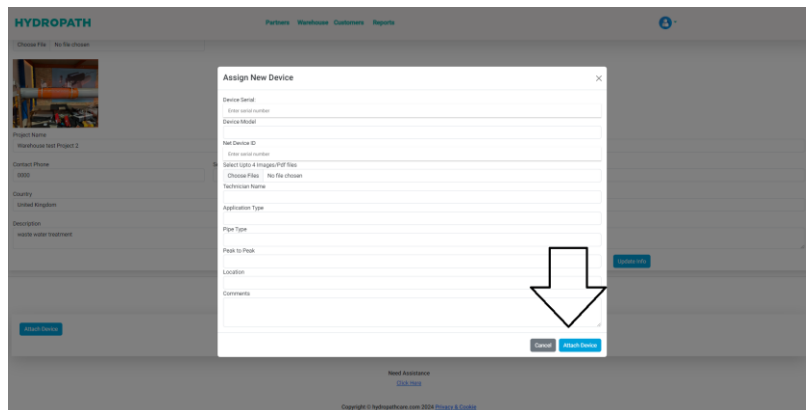 HYDROPATH
Partners Warehouse Customers Reports
Choose File No file chosen
Project Name
Warehouse test Project 2
Contact Phone
0800
Country
United Kingdom
Description
waste water treatment
Update Info
Attach Device
Assign New Device
Device Serial:
Enter serial number
Device Model
Net Device ID
Enter serial number
Select Upto 4 Images/Pdf files
Choose Files No file chosen
Technician Name
Application Type
Pipe Type
Peak to Peak
Location
Comments
Cancel Attach Device
Need Assistance
Click Here
Copyright © hydropathcare.com 2024 Privacy & Cookie